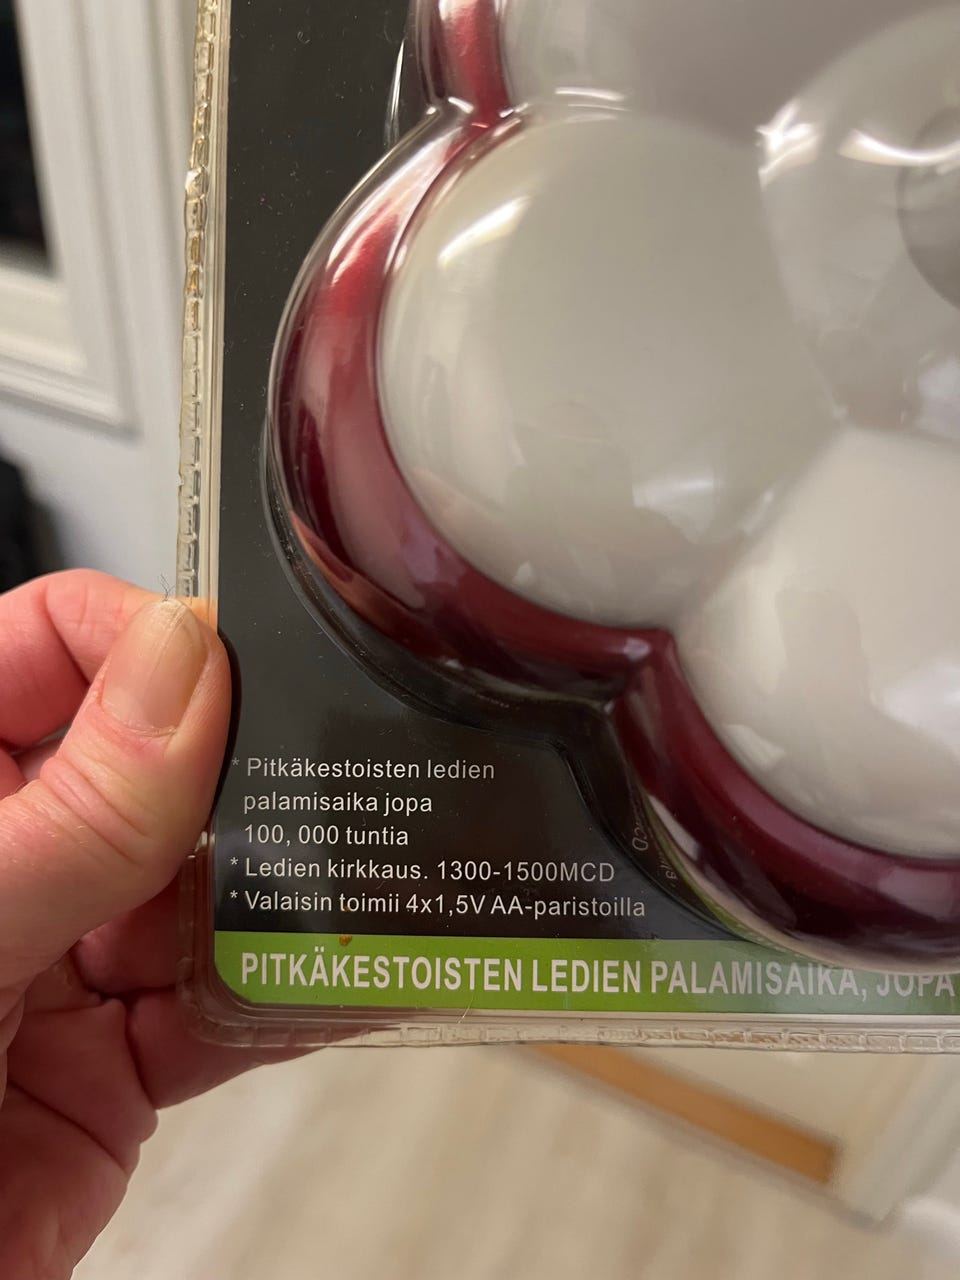 * Pitkäkestoisten ledien
palamisaika jopa
100, 000 tuntia
* Ledien kirkkaus. 1300-1500MCD
* Valaisin toimii 4x1,5V AA-paristoilla
PITKÄKESTOISTEN LEDIEN PALAMISAIKA, JOPA